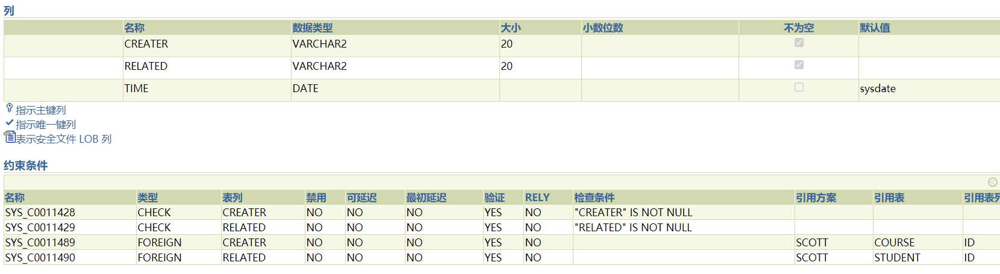 列
名称 数据类型 大小 小数位数 不为空 默认值
CREATER VARCHAR2 20
RELATED VARCHAR2 20
TIME DATE sysdate
指示主键列
指示唯一键列
表示安全文件 LOB 列
约束条件
名称 类型 表列 禁用 可延迟 最初延迟 验证 RELY 检查条件 引用方案 引用表 引用表列
SYS_C0011428 CHECK CREATER NO NO NO YES NO "CREATER" IS NOT NULL
SYS_C0011429 CHECK RELATED NO NO NO YES NO "RELATED" IS NOT NULL
SYS_C0011489 FOREIGN CREATER NO NO NO YES NO SCOTT COURSE ID
SYS_C0011490 FOREIGN RELATED NO NO NO YES NO SCOTT STUDENT ID